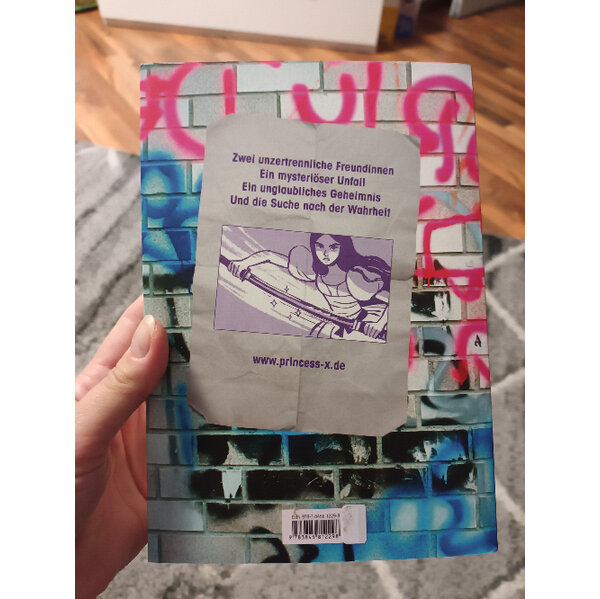 Zwei unzertrennliche Freundinnen
Ein mysteriöser Unfall
Ein unglaubliches Geheimnis
Und die Suche nach der Wahrheit
www.princess-x.de